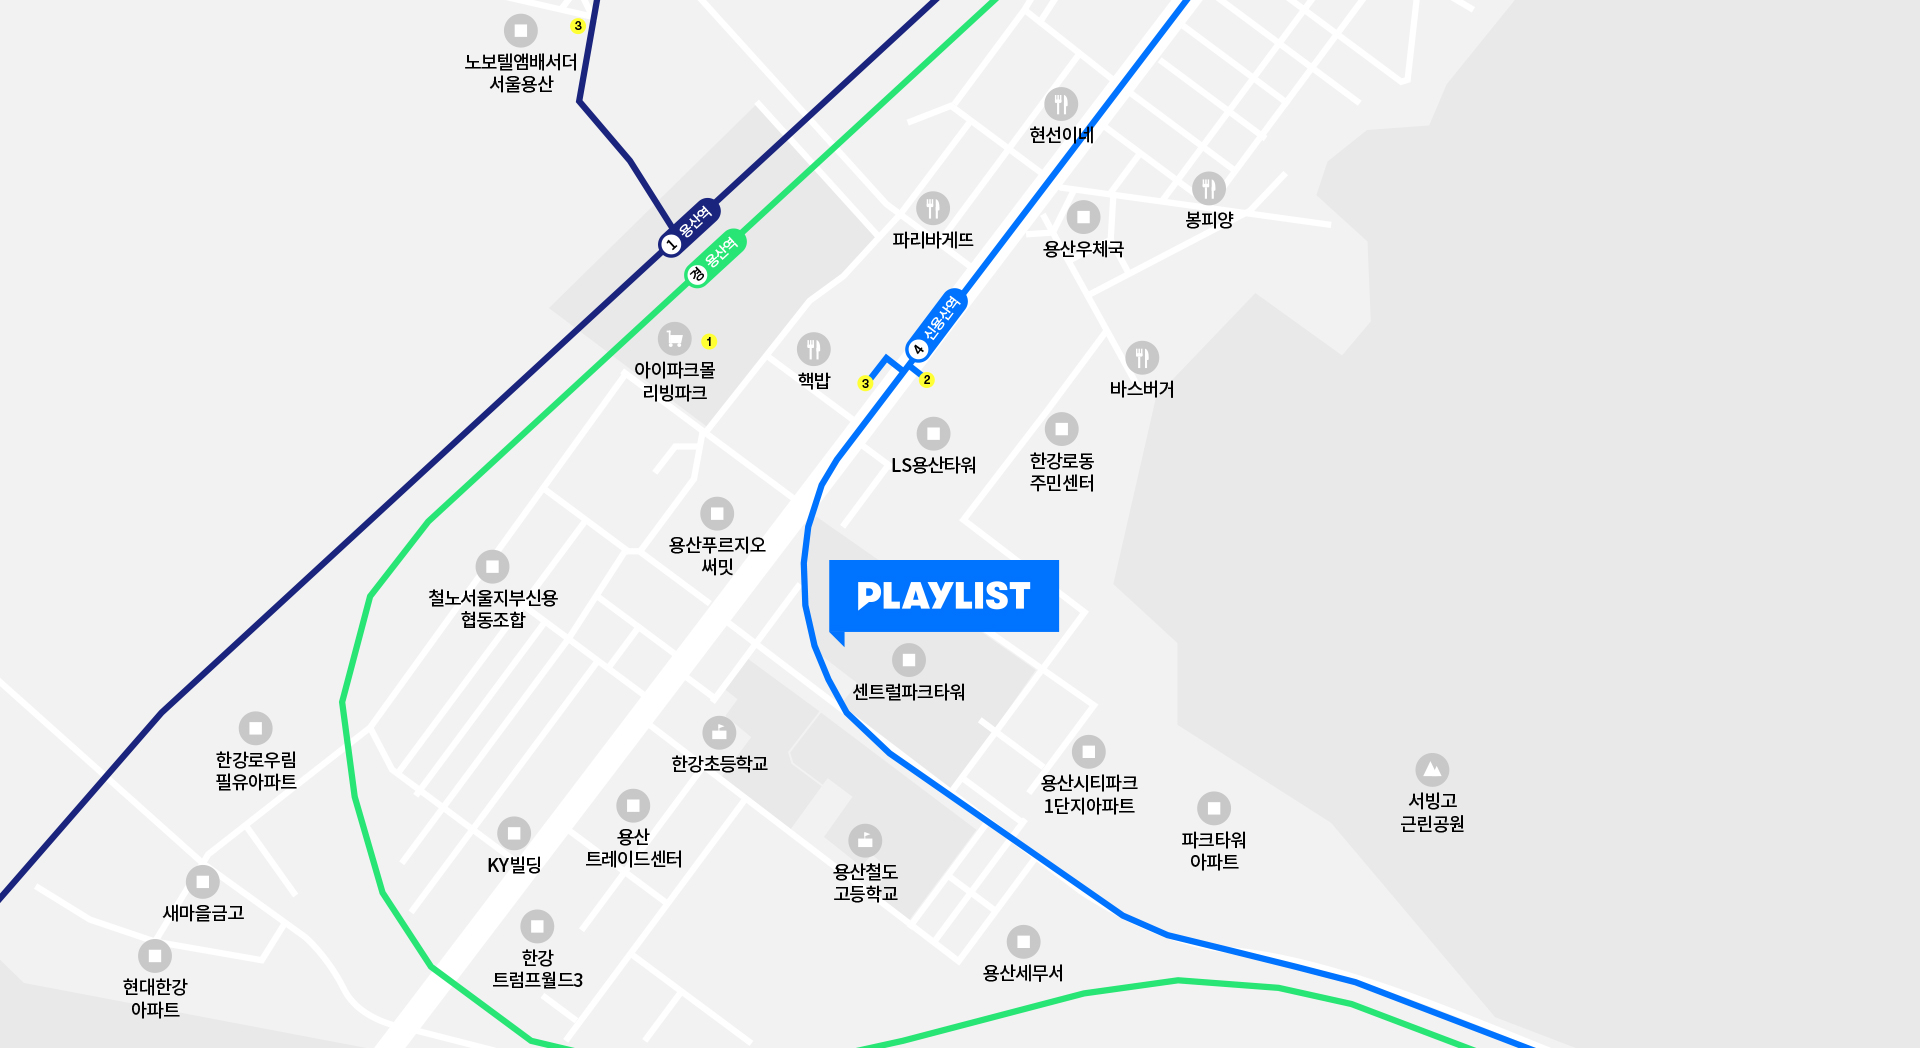 3
노보텔앰배서더
서울용산
현선이네
봉피양
파리바게뜨
용산우체국
1 용산역
경 용산역
4 신용산역
1
아이파크몰
리빙파크
핵밥
3
2
바스버거
LS용산타워
한강로동
주민센터
용산푸르지오
써밋
철노서울지부신용
협동조합
PLAYLIST
센트럴파크타워
한강로우림
필유아파트
한강초등학교
용산시티파크
1단지아파트
서빙고
근린공원
파크타워
아파트
용산
트레이드센터
KY빌딩
용산철도
고등학교
새마을금고
한강
트럼프월드3
용산세무서
현대한강
아파트